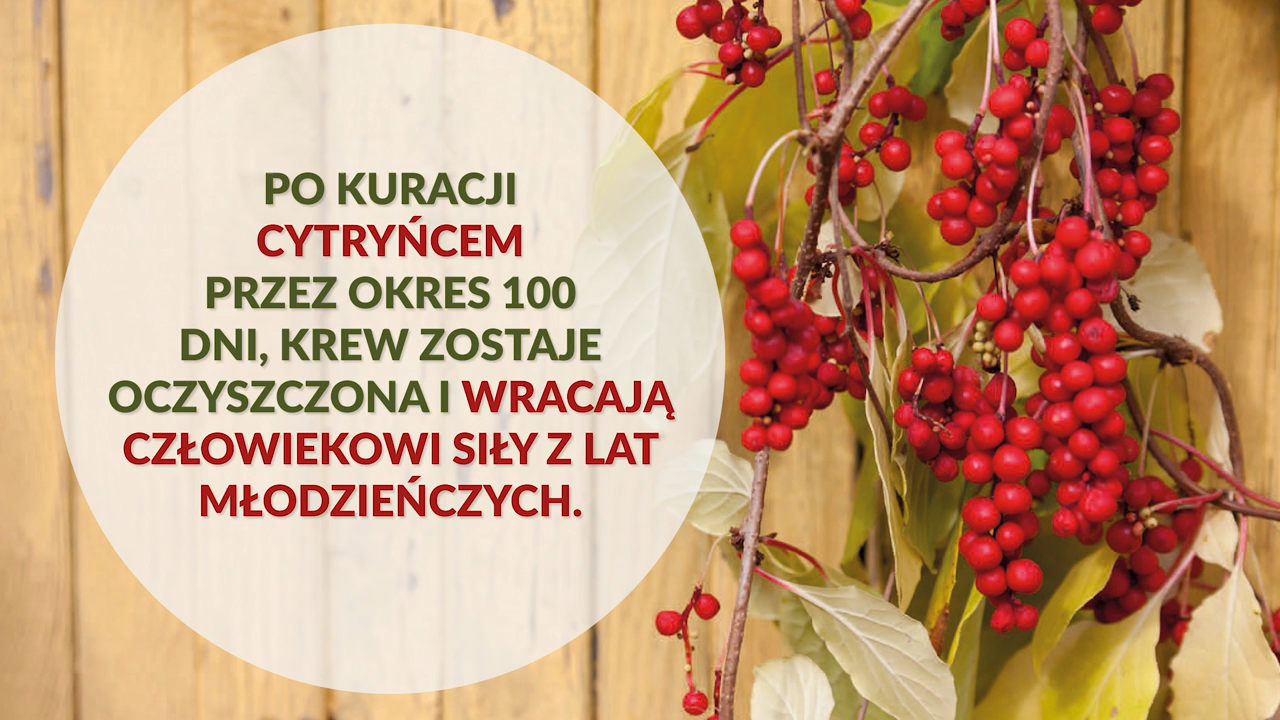 PO KURACJI
CYTRYŃCEM
PRZEZ OKRES 100
DNI, KREW ZOSTAJE
OCZYSZCZONA I WRACAJĄ
CZŁOWIEKOWI SIŁY Z LAT
MŁODZIEŃCZYCH.